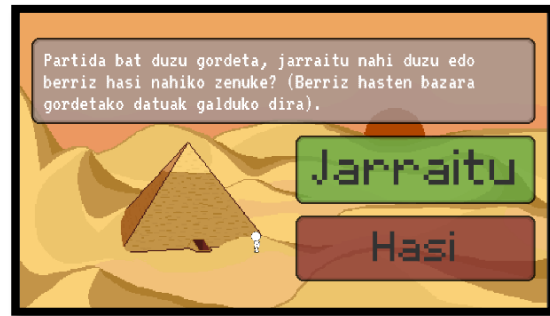 Partida bat duzu gordeta, jarraitu nahi duzu edo
berriz hasi nahiko zenuke? (Berriz hasten bazara
gordetako datuak galduko dira).
Jarraitu
Hasi